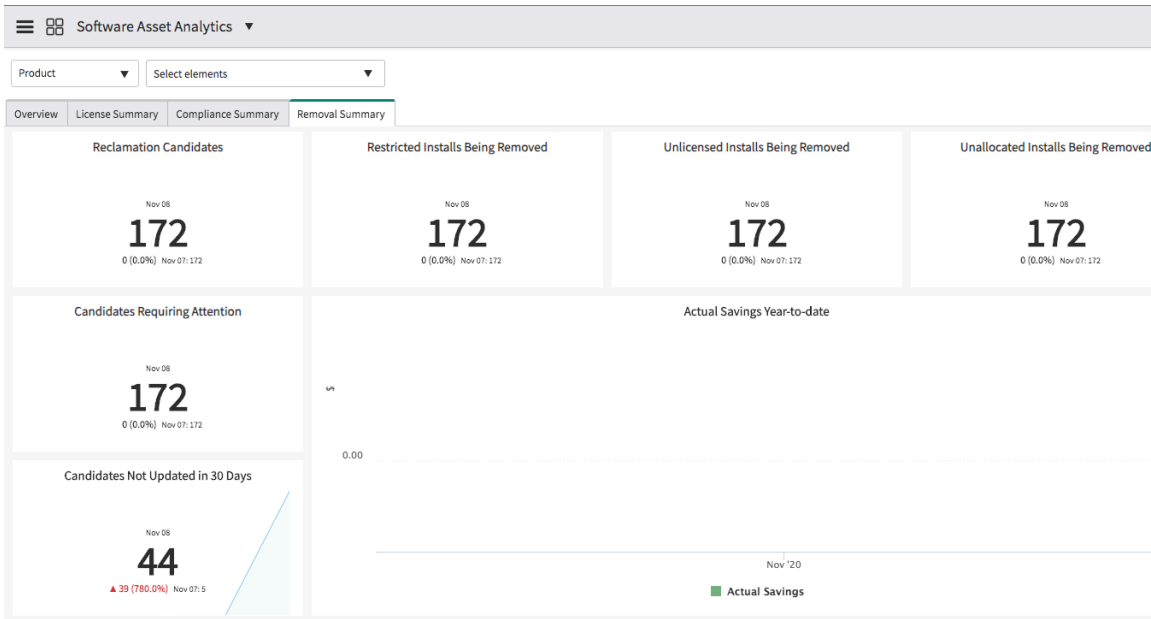 Software Asset Analytics ▼
Product ▼ Select elements ▼
Overview License Summary Compliance Summary Removal Summary
Reclamation Candidates
Nov 08
172
0 (0.0%) Nov 07: 172
Restricted Installs Being Removed
Nov 08
172
0 (0.0%) Nov 07: 172
Unlicensed Installs Being Removed
Nov 08
172
0 (0.0%) Nov 07: 172
Unallocated Installs Being Removed
Nov 08
172
0 (0.0%) Nov 07: 172
Candidates Requiring Attention
Nov 08
172
0 (0.0%) Nov 07: 172
Actual Savings Year-to-date
$
0.00
Nov '20
Actual Savings
Candidates Not Updated in 30 Days
Nov 08
44
▲ 39 (780.0%) Nov 07: 5